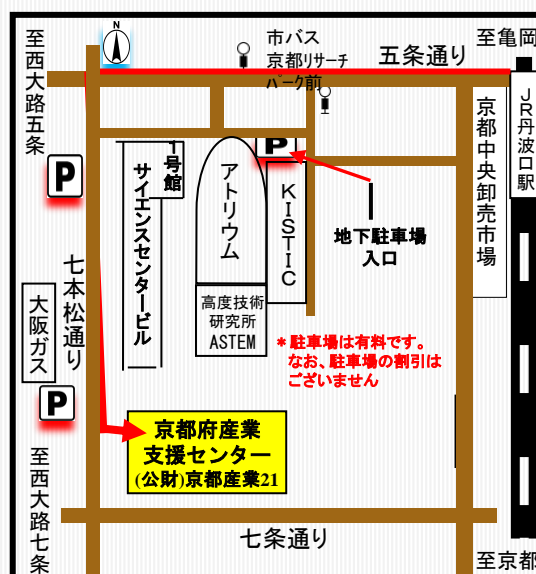 N
市バス
京都リサーチ
パーク前
五条通り
至亀岡
至西大路五条
JR丹波口駅
京都中央卸売市場
P
1号館
サイエンスセンタービル
アトリウム
KISTIC
P
地下駐車場
入口
七本松通り
大阪ガス
高度技術
研究所
ASTEM
*駐車場は有料です。
なお、駐車場の割引は
ございません
P
京都府産業
支援センター
(公財)京都産業21
至西大路七条
七条通り
至京都